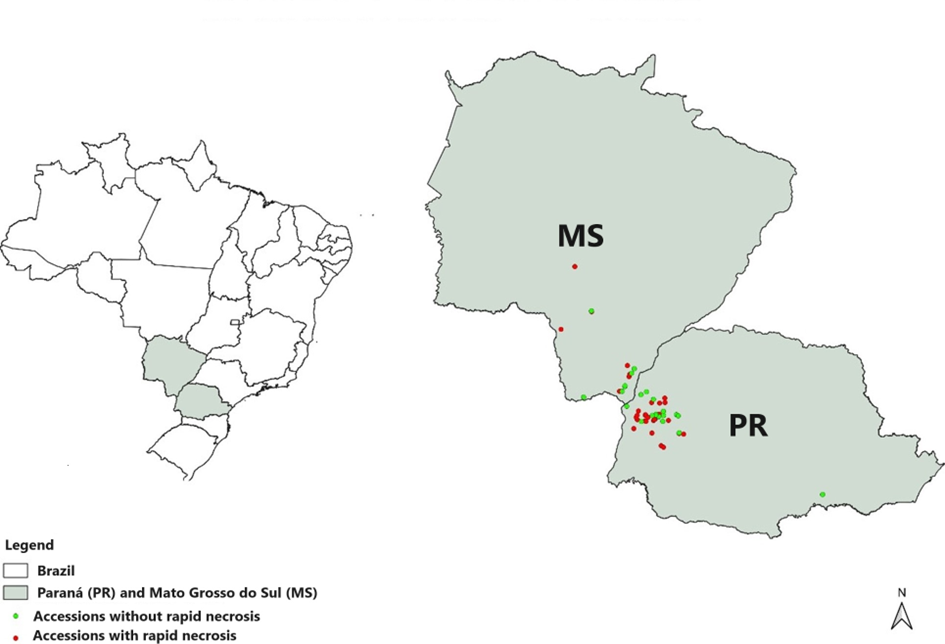 MS
PR
Legend
Brazil
Paraná (PR) and Mato Grosso do Sul (MS)
Accessions without rapid necrosis
Accessions with rapid necrosis
N